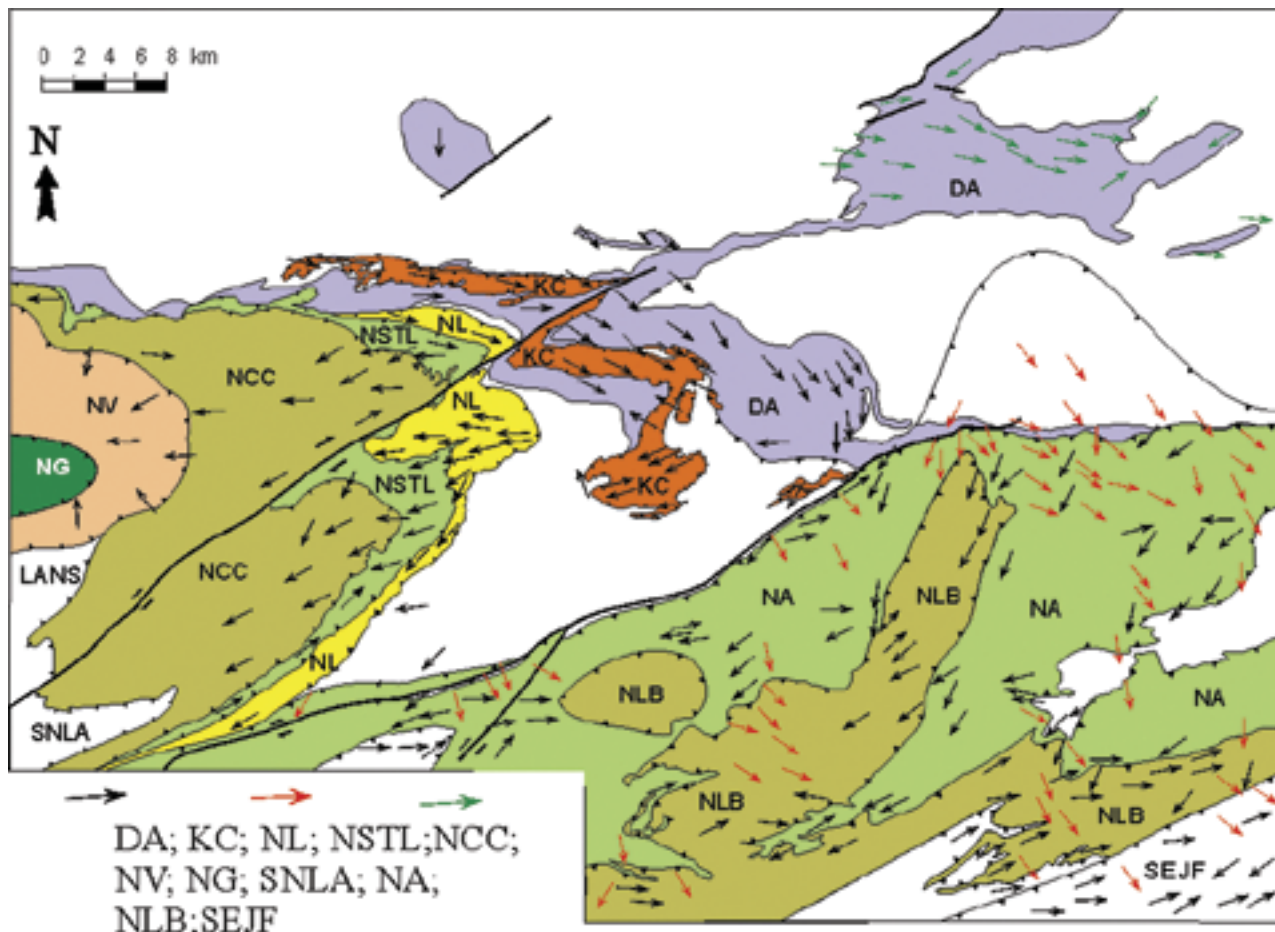 0 2 4 6 8 km
N
DA
KC
NL
NSTL
KC
NCC
NL
DA
NV
NG
NSTL
KC
LANS
NCC
NA
NLB
NA
NL
NLB
NA
SNLA
NLB
NLB
SEJF
DA; KC; NL; NSTL;NCC;
NV; NG; SNLA; NA;
NLB;SEJF